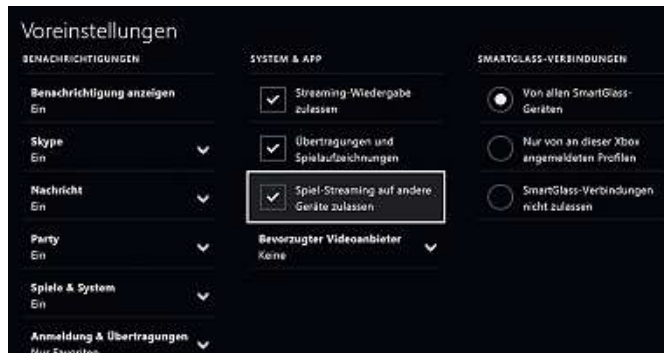 Voreinstellungen
BENACHRICHTIGUNGEN
Benachrichtigung anzeigen
Ein
Skype
Ein
Nachricht
Ein
Party
Ein
Spiele & System
Ein
Anmeldung & Übertragungen
Nur Favoriten
SYSTEM & APP
Streaming-Wiedergabe
zulassen
Übertragungen und
Spielaufzeichnungen
Spiel-Streaming auf andere
Geräte zulassen
Bevorzugter Videoanbieter
Keine
SMARTGLASS-VERBINDUNGEN
Von allen SmartGlass-
Geräten
Nur von an dieser Xbox
angemeldeten Profilen
SmartGlass-Verbindungen
nicht zulassen